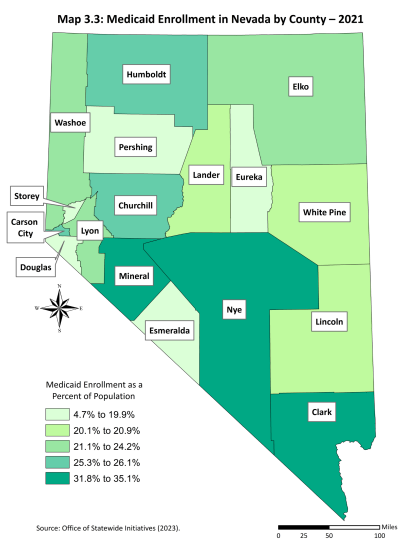 Map 3.3: Medicaid Enrollment in Nevada by County – 2021
Humboldt
Elko
Washoe
Pershing
Lander
Eureka
Storey
Churchill
White Pine
Carson
City
Lyon
Douglas
Mineral
N
W
E
S
Nye
Esmeralda
Lincoln
Medicaid Enrollment as a
Percent of Population
4.7% to 19.9%
20.1% to 20.9%
21.1% to 24.2%
25.3% to 26.1%
31.8% to 35.1%
Clark
Source: Office of Statewide Initiatives (2023).
Miles
0 25 50 100